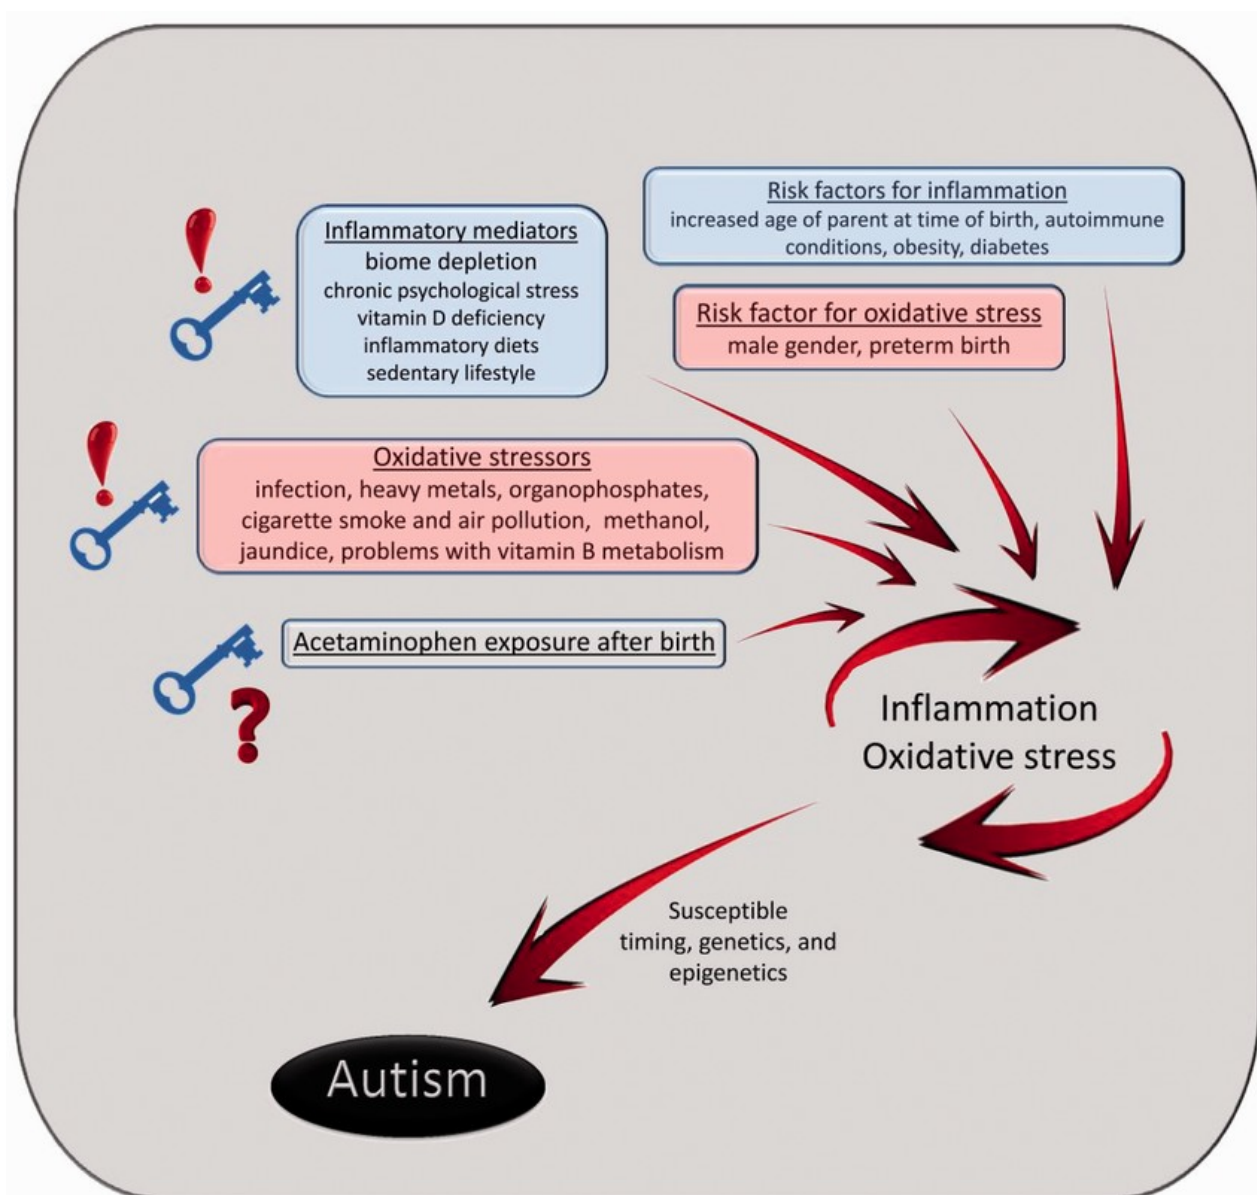 Risk factors for inflammation
increased age of parent at time of birth, autoimmune
conditions, obesity, diabetes
Inflammatory mediators
biome depletion
chronic psychological stress
vitamin D deficiency
inflammatory diets
sedentary lifestyle
Risk factor for oxidative stress
male gender, preterm birth
Oxidative stressors
infection, heavy metals, organophosphates,
cigarette smoke and air pollution, methanol,
jaundice, problems with vitamin B metabolism
Acetaminophen exposure after birth
?
Inflammation
Oxidative stress
Susceptible
timing, genetics, and
epigenetics
Autism